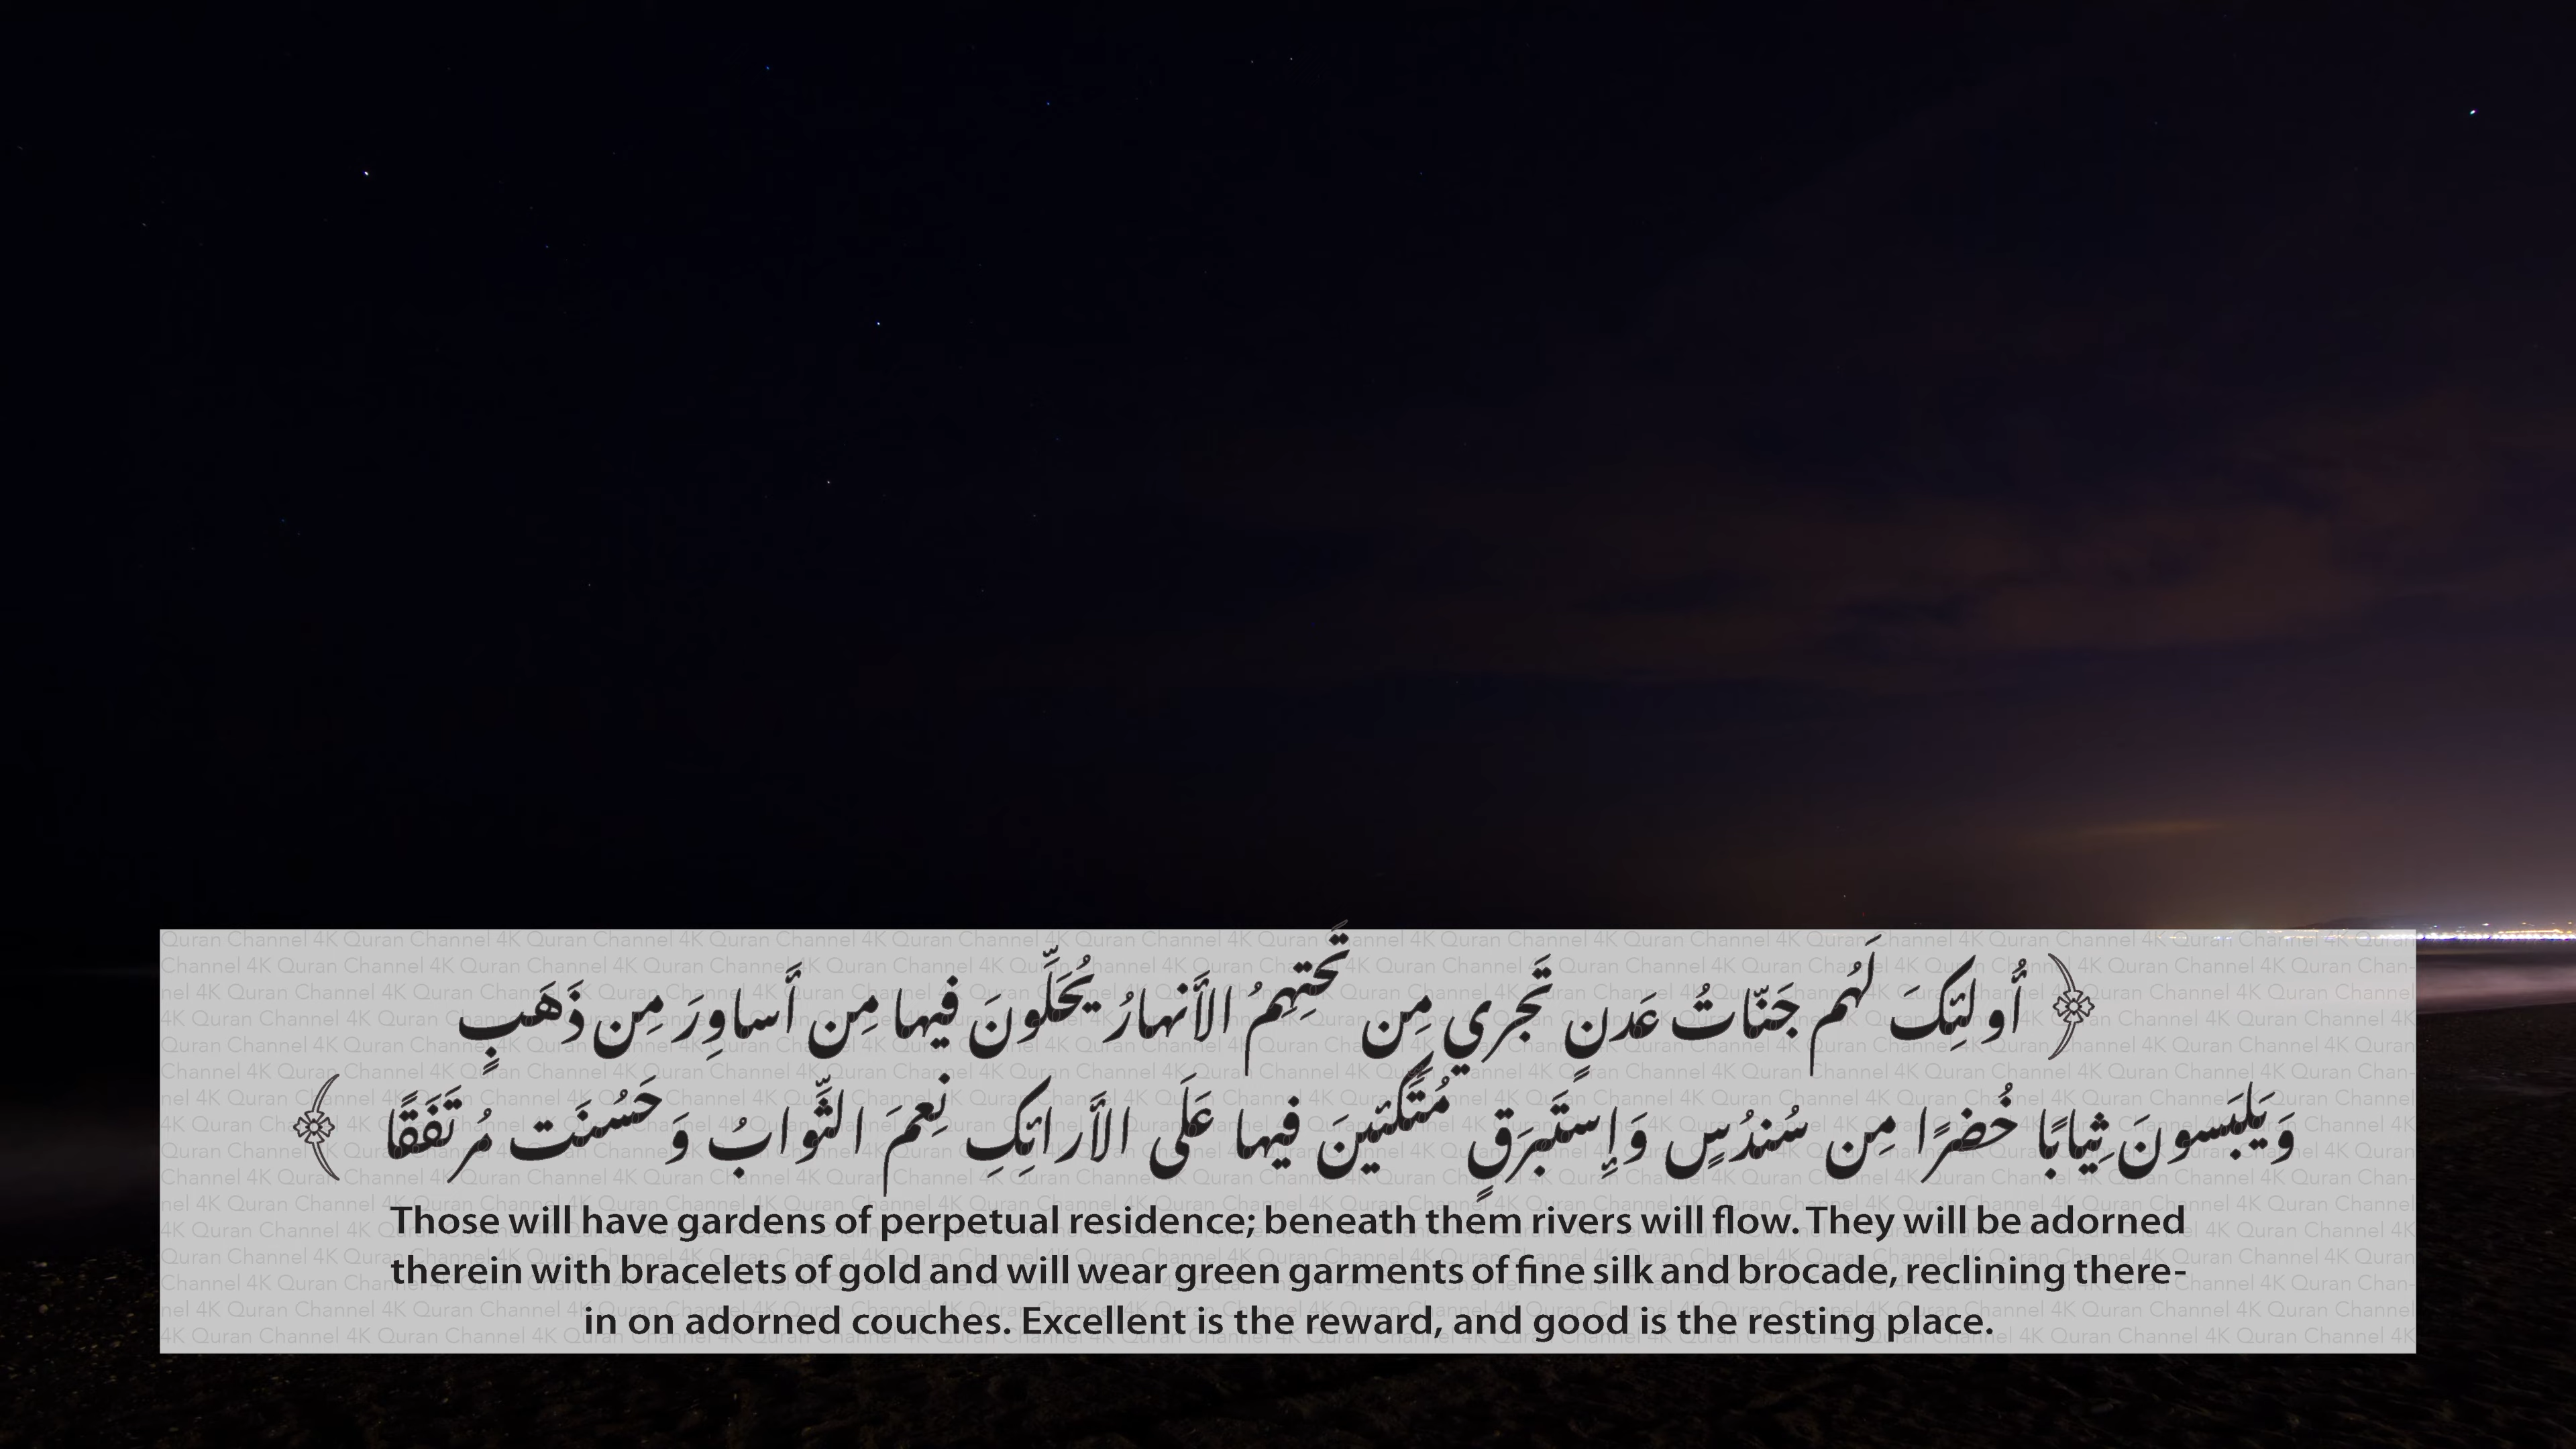 ﴿ أُولئِكَ لَهُم جَنّاتُ عَدنٍ تَجري مِن تَحتِهِمُ الأَنهارُ يُحَلَّونَ فيها مِن أَساوِرَ مِن ذَهَبٍ
وَيَلبَسونَ ثِيابًا خُضرًا مِن سُندُسٍ وَإِستَبرَقٍ مُتَّكِئينَ فيها عَلَى الأَرائِكِ نِعمَ الثَّوابُ وَحَسُنَت مُرتَفَقًا ﴾
Those will have gardens of perpetual residence; beneath them rivers will flow. They will be adorned
therein with bracelets of gold and will wear green garments of fine silk and brocade, reclining there-
in on adorned couches. Excellent is the reward, and good is the resting place.